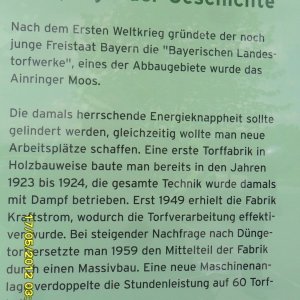 Geschichte
Nach dem Ersten Weltkrieg gründete der noch
junge Freistaat Bayern die "Bayerischen Landes-
torfwerke", eines der Abbaugebiete wurde das
Ainringer Moos.
Die damals herrschende Energieknappheit sollte
gelindert werden, gleichzeitig wollte man neue
Arbeitsplätze schaffen. Eine erste Torffabrik in
Holzbauweise baute man bereits in den Jahren
1923 bis 1924, die gesamte Technik wurde damals
mit Dampf betrieben. Erst 1949 erhielt die Fabrik
Kraftstrom, wodurch die Torfverarbeitung effekti-
ver wurde. Bei steigender Nachfrage nach Dünge-
torf ersetzte man 1959 den Mittelteil der Fabrik
durch einen Massivbau. Eine neue Maschinenan-
lage verdoppelte die Stundenleistung auf 60 Torf-